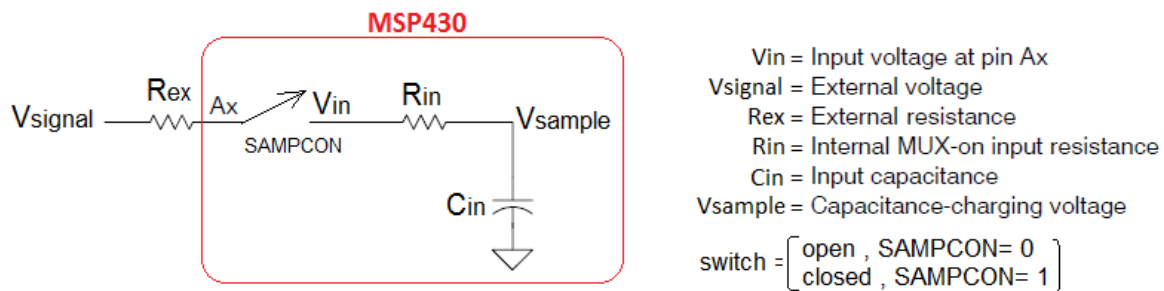 MSP430
Vsignal
Rex
Ax
SAMPCON
Vin
Rin
Vsample
Cin
Vin = Input voltage at pin Ax
Vsignal = External voltage
Rex = External resistance
Rin = Internal MUX-on input resistance
Cin = Input capacitance
Vsample = Capacitance-charging voltage
switch = open , SAMPCON= 0
closed , SAMPCON= 1